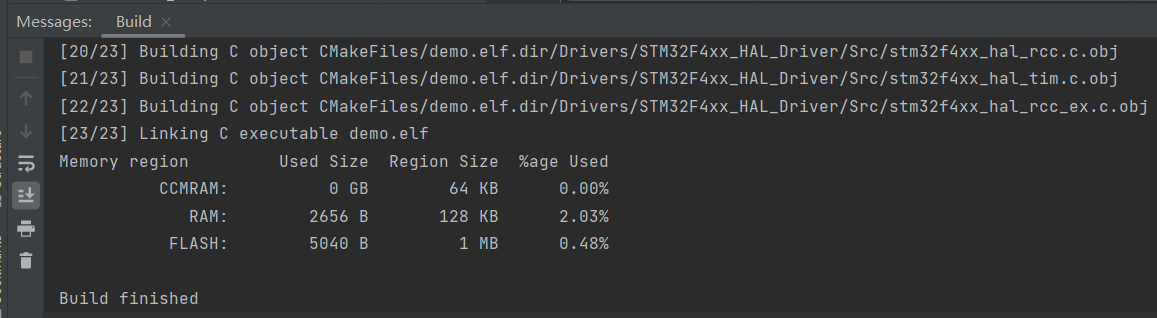 Messages: Build
[20/23] Building C object CMakeFiles/demo.elf.dir/Drivers/STM32F4xx_HAL_Driver/Src/stm32f4xx_hal_rcc.c.obj
[21/23] Building C object CMakeFiles/demo.elf.dir/Drivers/STM32F4xx_HAL_Driver/Src/stm32f4xx_hal_tim.c.obj
[22/23] Building C object CMakeFiles/demo.elf.dir/Drivers/STM32F4xx_HAL_Driver/Src/stm32f4xx_hal_rcc_ex.c.obj
[23/23] Linking C executable demo.elf
Memory region Used Size Region Size %age Used
CCMRAM: 0 GB 64 KB 0.00%
RAM: 2656 B 128 KB 2.03%
FLASH: 5040 B 1 MB 0.48%
Build finished